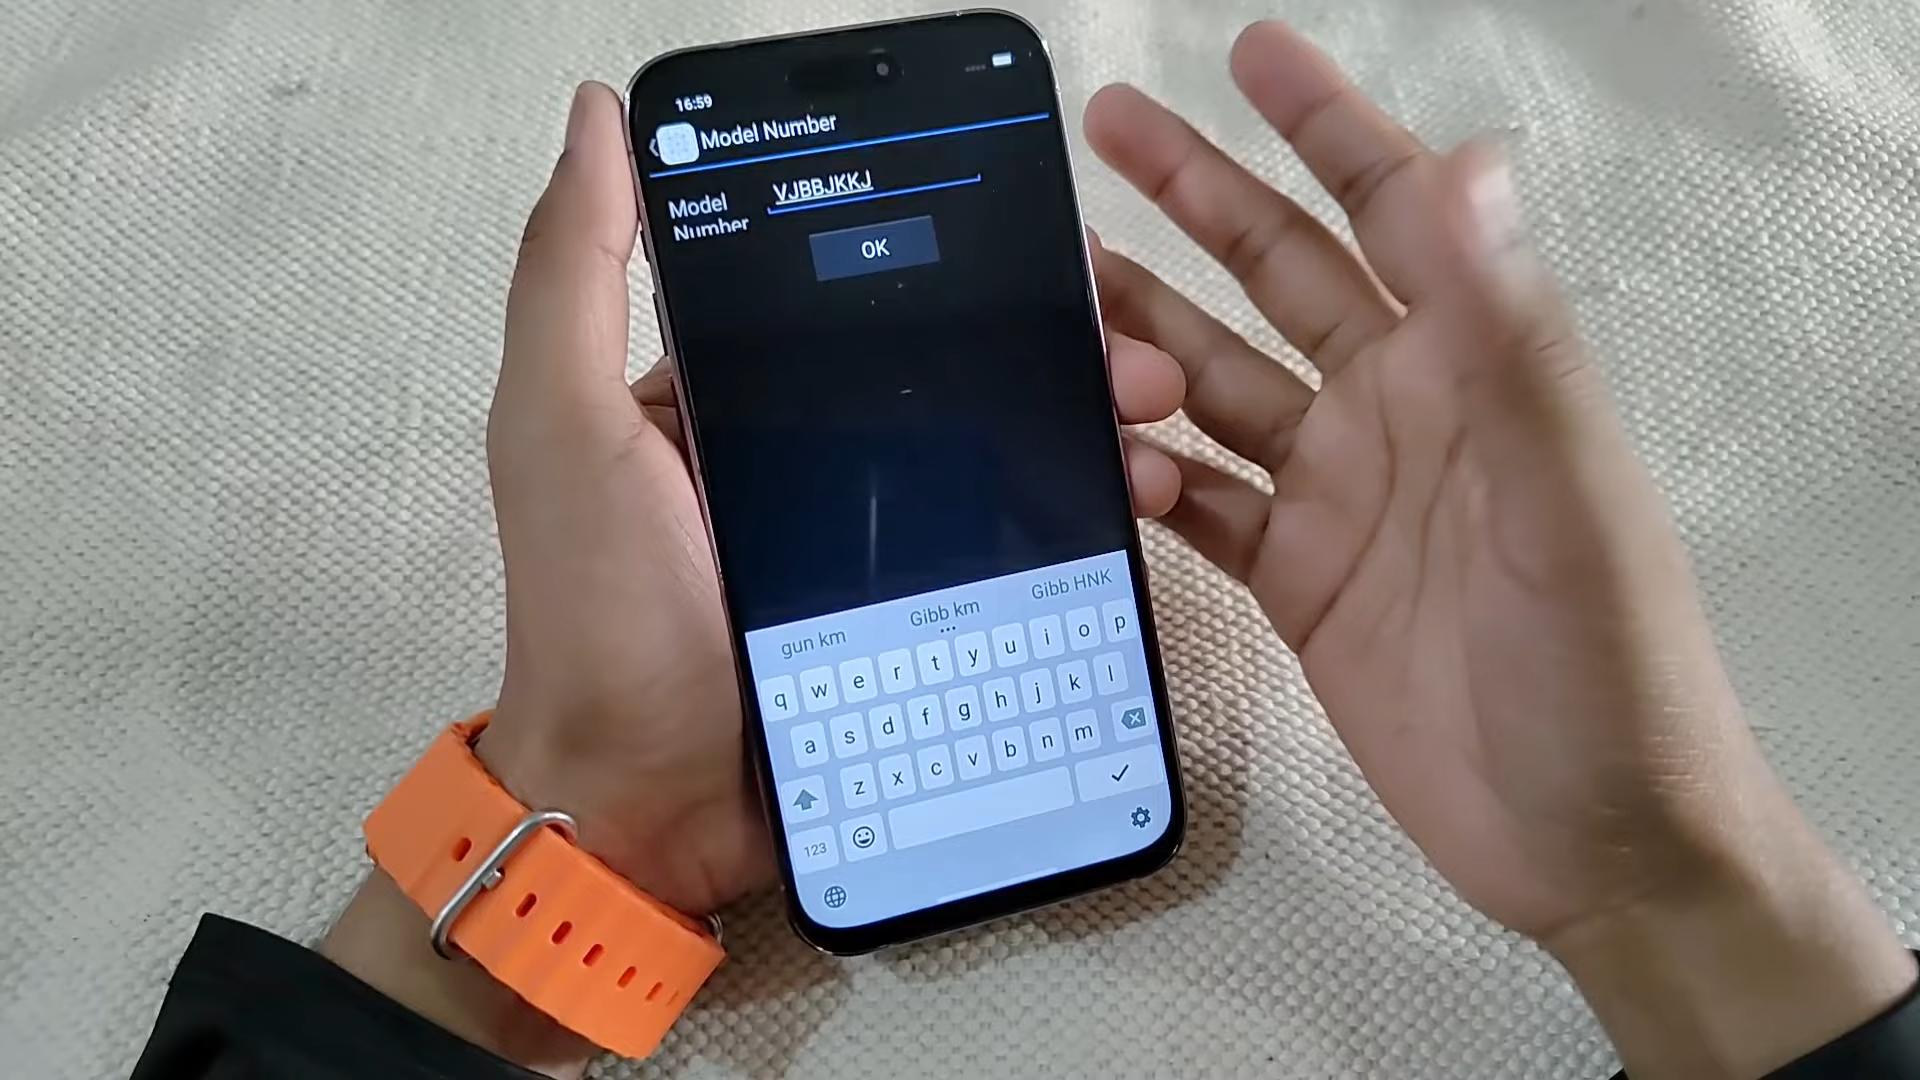 16:59
Model Number
Model
Number
VJBBJKKJ
OK
gun km
Gibb km
Gibb HNK
q w e r t y u i o p
a s d f g h j k l
z x c v b n m
123